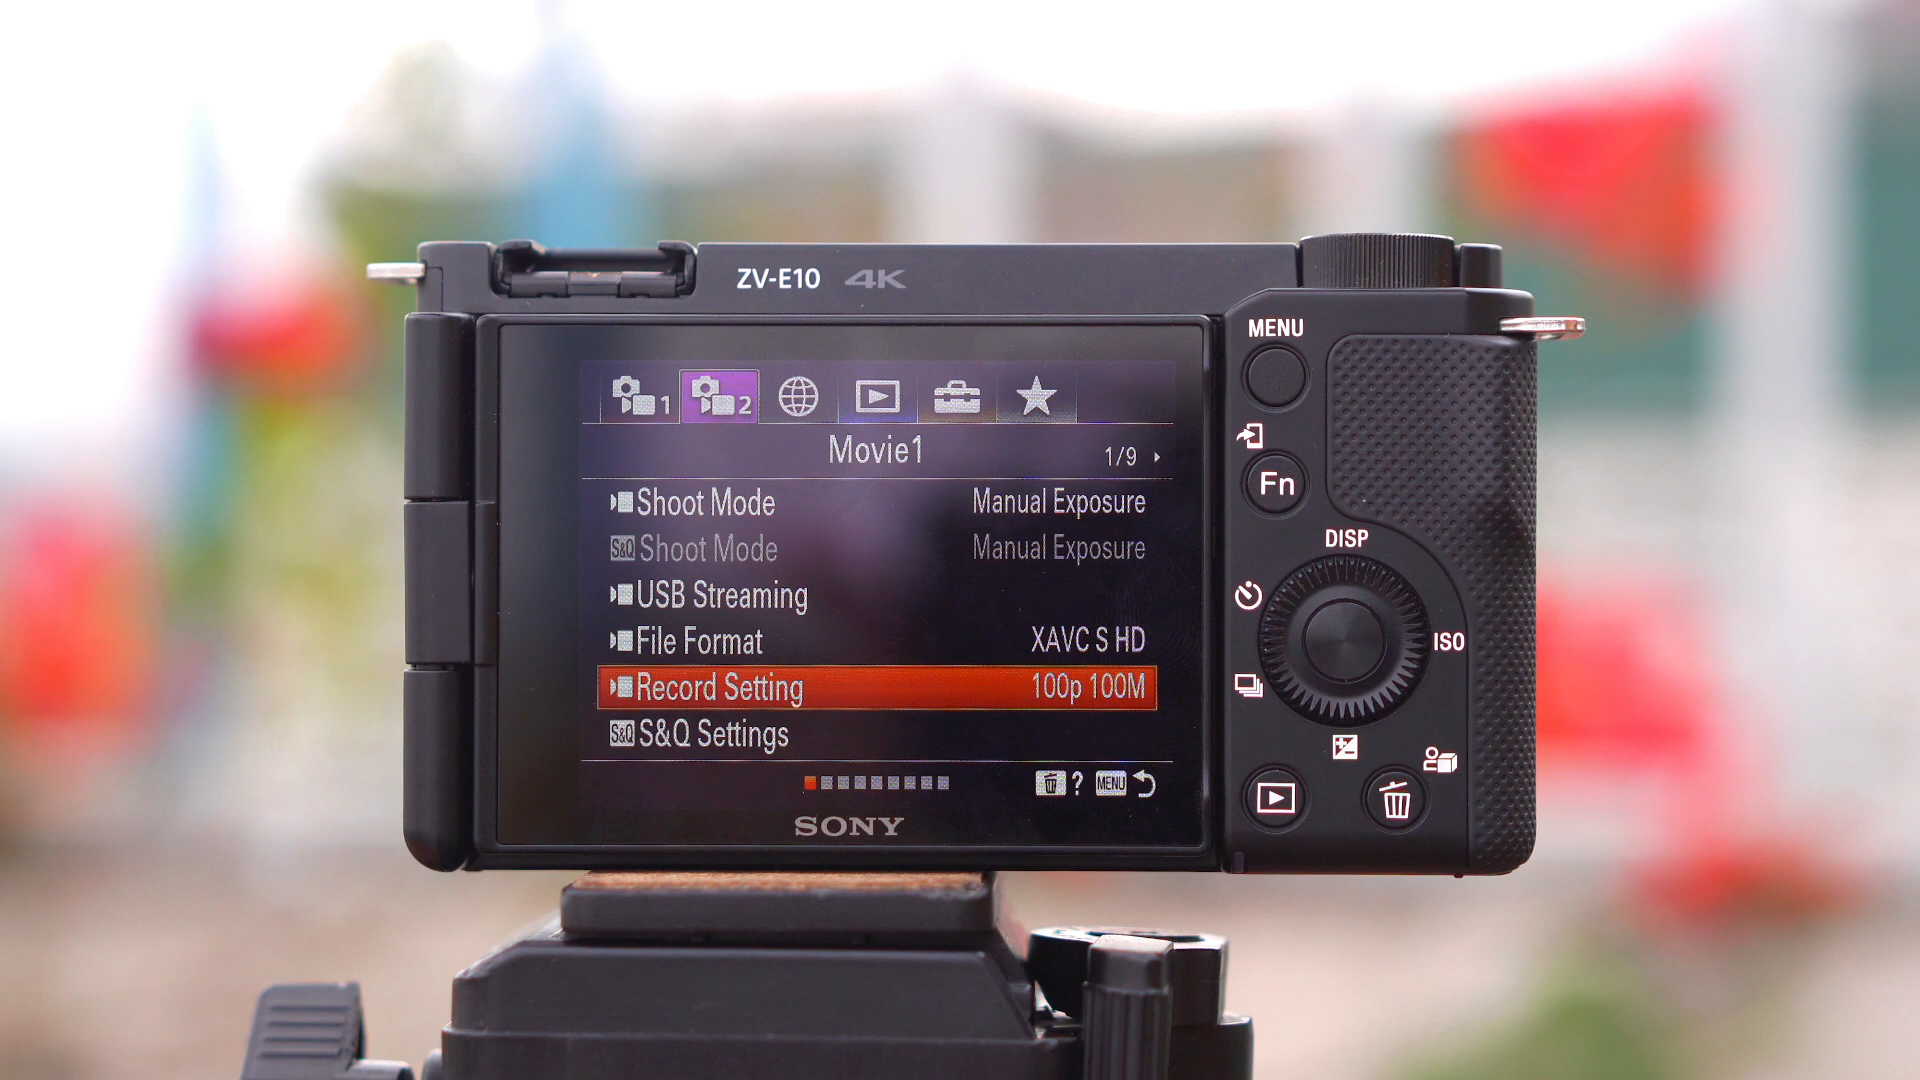 ZV-E10 4K
MENU
1 2
Movie1 1/9
Shoot Mode Manual Exposure
S&Q Shoot Mode Manual Exposure
USB Streaming
File Format XAVC S HD
Record Setting 100p 100M
S&Q S&Q Settings
? MENU
SONY
Fn
DISP
ISO